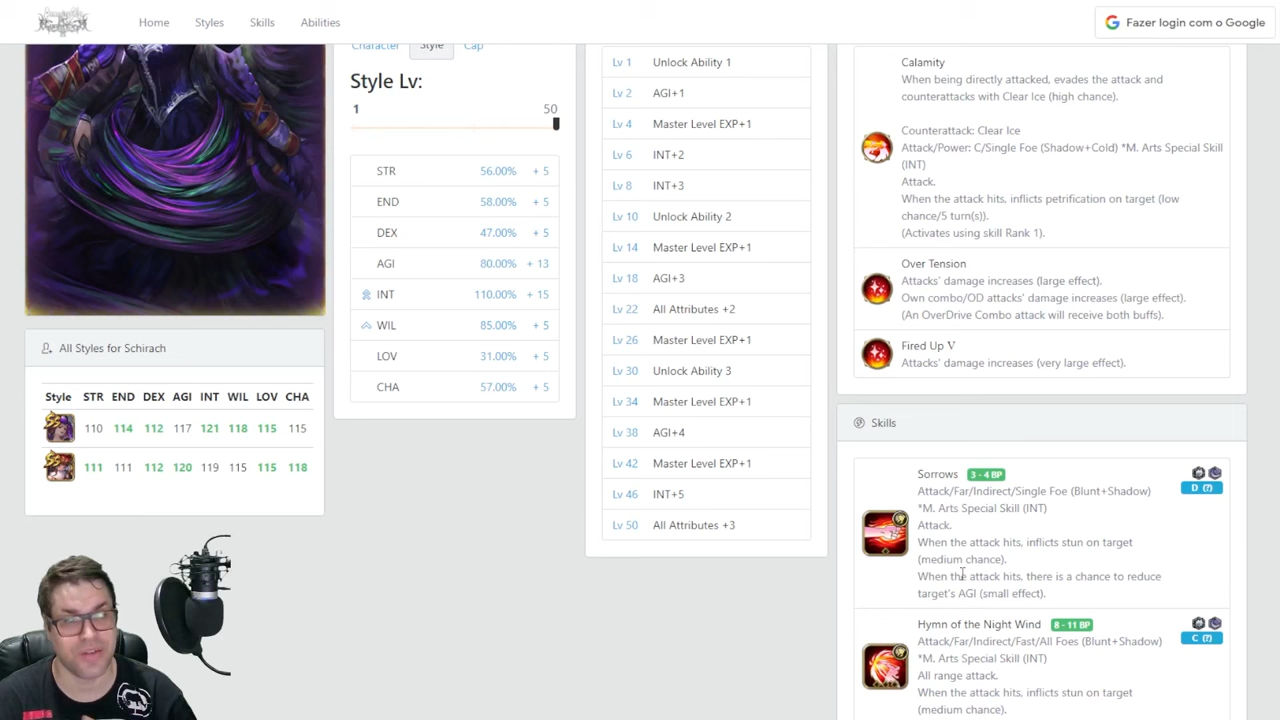 Home Styles Skills Abilities
Fazer login com o Google
Character Style Cap
Style Lv:
1 50
STR 56.00% + 5
END 58.00% + 5
DEX 47.00% + 5
AGI 80.00% + 13
INT 110.00% + 15
WIL 85.00% + 5
LOV 31.00% + 5
CHA 57.00% + 5
All Styles for Schirach
Style STR END DEX AGI INT WIL LOV CHA
SS 110 114 112 117 121 118 115 115
SS 111 111 112 120 119 115 115 118
Lv 1 Unlock Ability 1
Lv 2 AGI+1
Lv 4 Master Level EXP+1
Lv 6 INT+2
Lv 8 INT+3
Lv 10 Unlock Ability 2
Lv 14 Master Level EXP+1
Lv 18 AGI+3
Lv 22 All Attributes +2
Lv 26 Master Level EXP+1
Lv 30 Unlock Ability 3
Lv 34 Master Level EXP+1
Lv 38 AGI+4
Lv 42 Master Level EXP+1
Lv 46 INT+5
Lv 50 All Attributes +3
Calamity
When being directly attacked, evades the attack and
counterattacks with Clear Ice (high chance).
Counterattack: Clear Ice
Attack/Power: C/Single Foe (Shadow+Cold) *M. Arts Special Skill
(INT)
Attack.
When the attack hits, inflicts petrification on target (low
chance/5 turn(s)).
(Activates using skill Rank 1).
Over Tension
Attacks' damage increases (large effect).
Own combo/OD attacks' damage increases (large effect).
(An OverDrive Combo attack will receive both buffs).
Fired Up Ⅴ
Attacks' damage increases (very large effect).
Skills
Sorrows 3 - 4 BP
D (7)
Attack/Far/Indirect/Single Foe (Blunt+Shadow)
*M. Arts Special Skill (INT)
Attack.
When the attack hits, inflicts stun on target
(medium chance).
When the attack hits, there is a chance to reduce
target's AGI (small effect).
Hymn of the Night Wind 8 - 11 BP
C (7)
Attack/Far/Indirect/Fast/All Foes (Blunt+Shadow)
*M. Arts Special Skill (INT)
All range attack.
When the attack hits, inflicts stun on target
(medium chance).